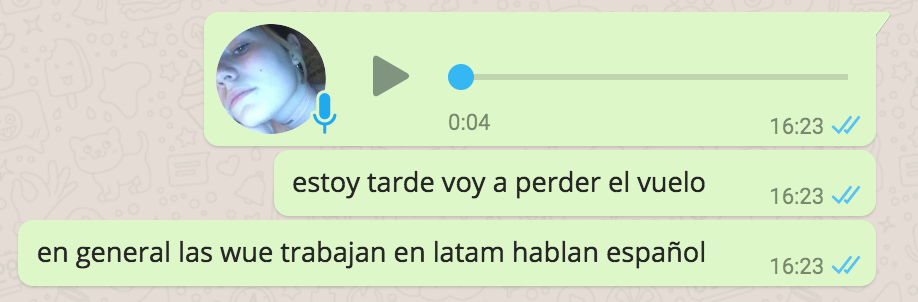 0:04 16:23
estoy tarde voy a perder el vuelo 16:23
en general las wue trabajan en latam hablan español 16:23